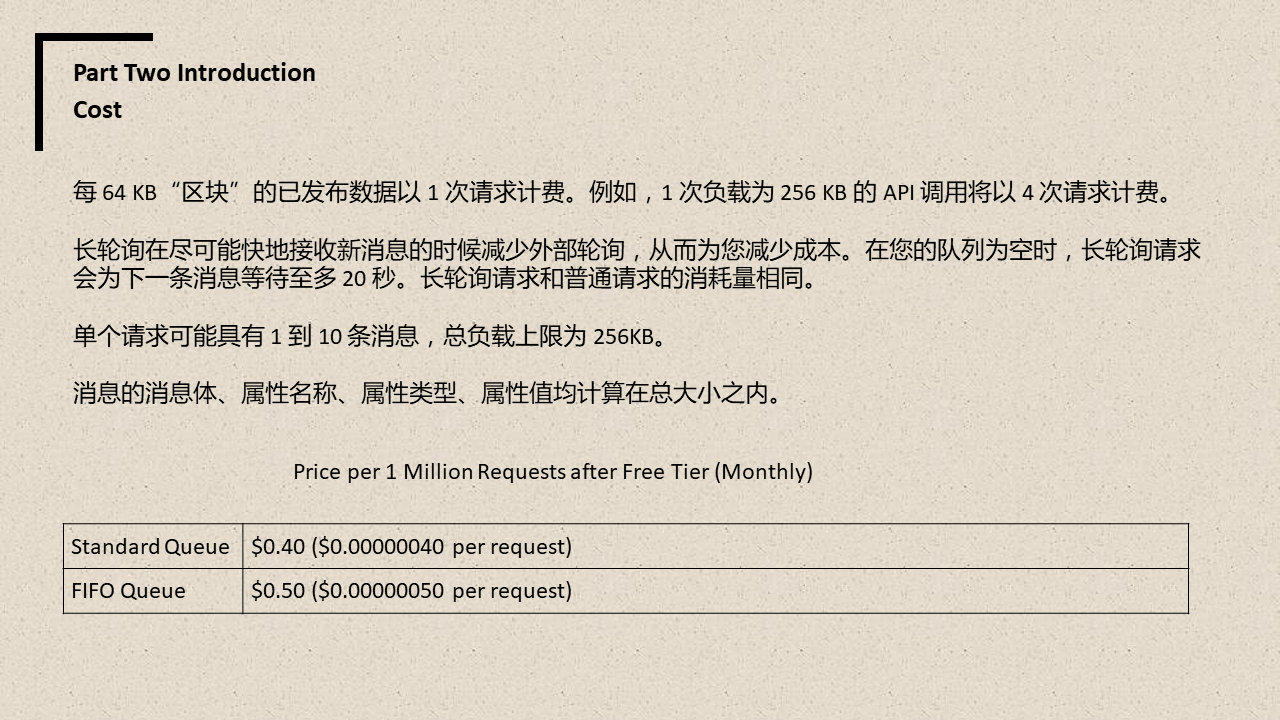 Part Two Introduction
Cost
每 64 KB“区块”的已发布数据以 1 次请求计费。例如，1 次负载为 256 KB 的 API 调用将以 4 次请求计费。
长轮询在尽可能快地接收新消息的时候减少外部轮询，从而为您减少成本。在您的队列为空时，长轮询请求
会为下一条消息等待至多 20 秒。长轮询请求和普通请求的消耗量相同。
单个请求可能具有 1 到 10 条消息，总负载上限为 256KB。
消息的消息体、属性名称、属性类型、属性值均计算在总大小之内。
Price per 1 Million Requests after Free Tier (Monthly)
Standard Queue $0.40 ($0.00000040 per request)
FIFO Queue $0.50 ($0.00000050 per request)